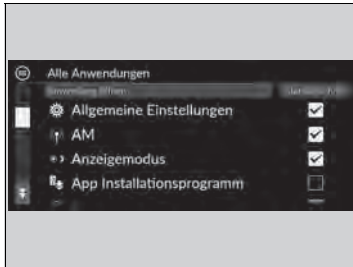 Alle Anwendungen
Allgemeine Einstellungen
AM
Anzeigemodus
App Installationsprogramm